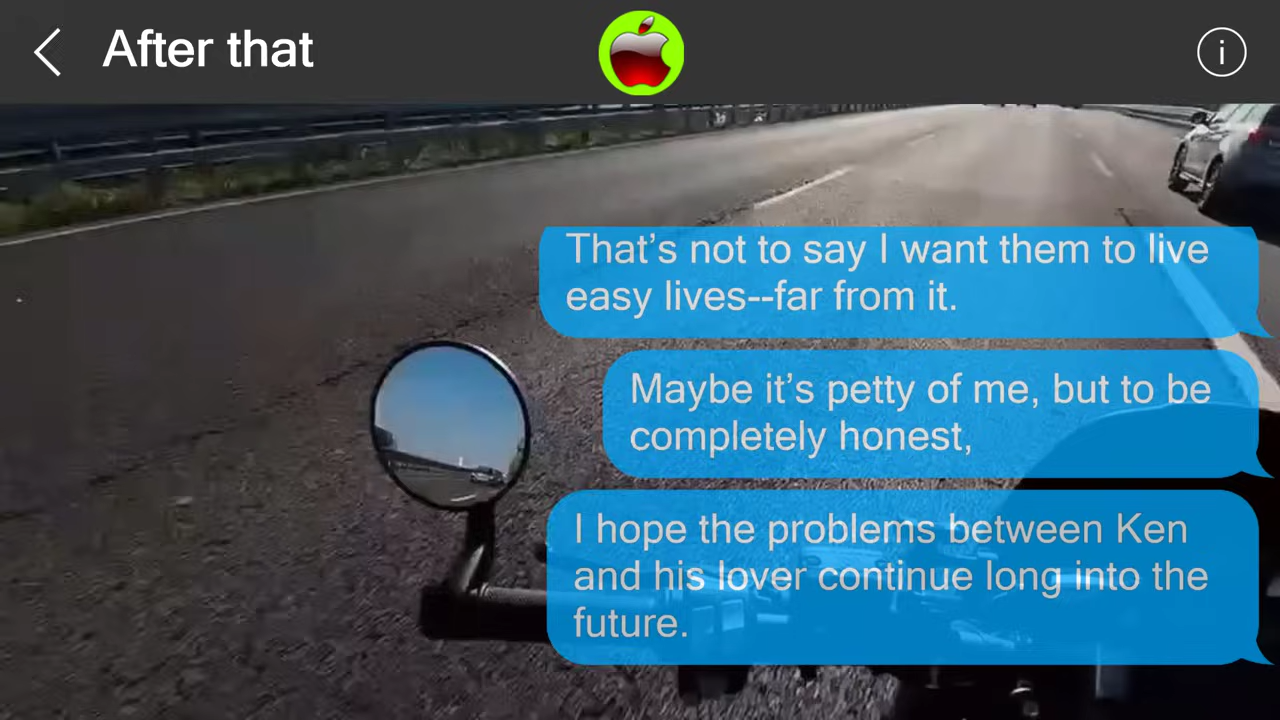 After that
i
That’s not to say I want them to live
easy lives--far from it.
Maybe it’s petty of me, but to be
completely honest,
I hope the problems between Ken
and his lover continue long into the
future.